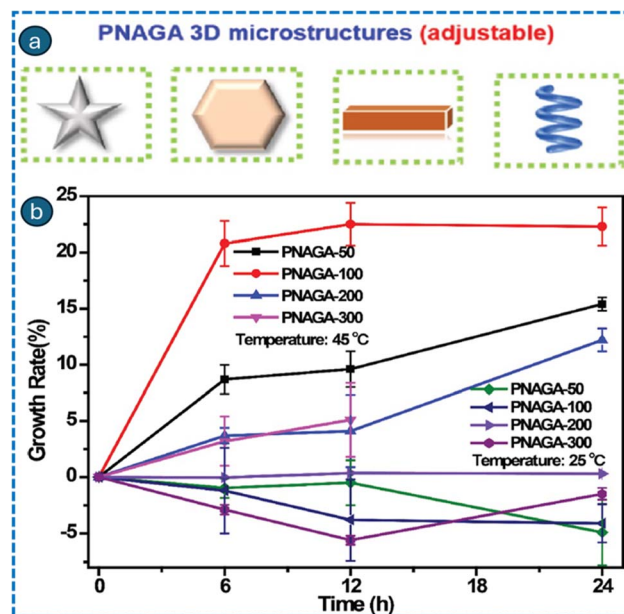 a PNAGA 3D microstructures (adjustable)
b
25
20
15
10
5
0
-5
Growth Rate(%)
PNAGA-50
PNAGA-100
PNAGA-200
PNAGA-300
Temperature: 45 °C
PNAGA-50
PNAGA-100
PNAGA-200
PNAGA-300
Temperature: 25 °C
0 6 12 18 24
Time (h)